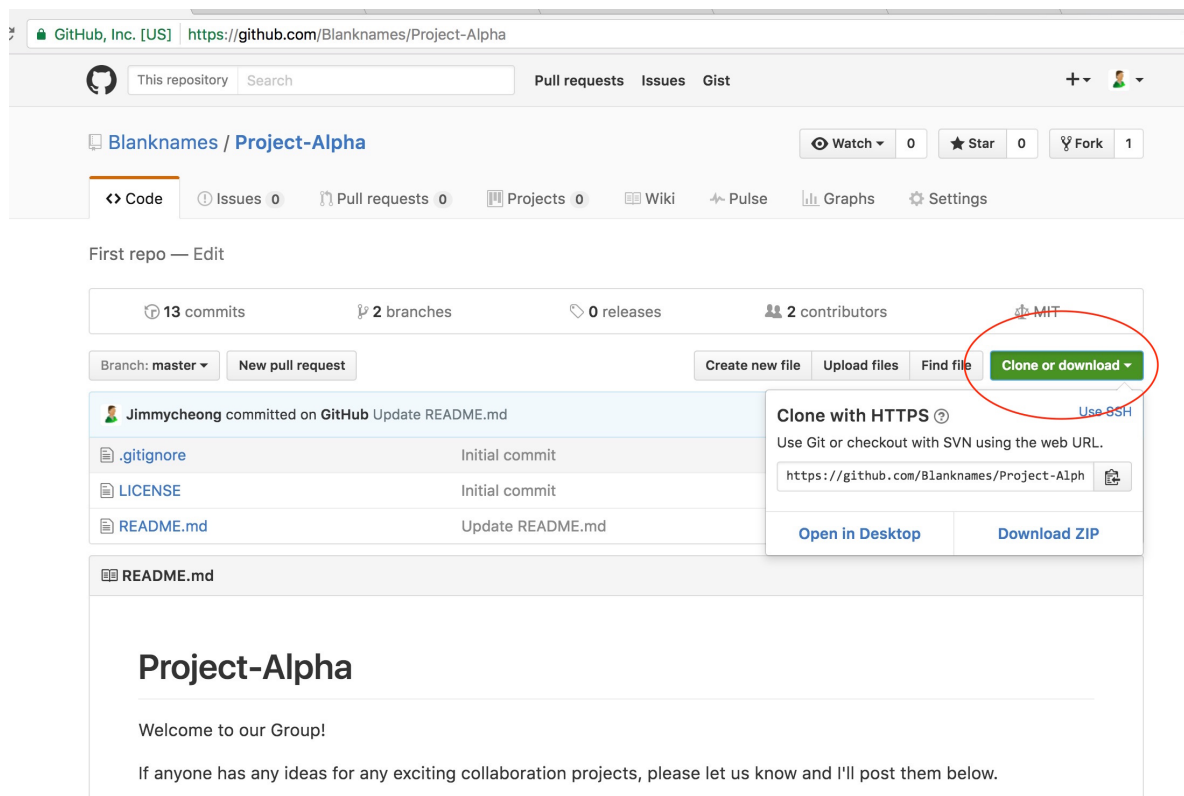 GitHub, Inc. [US] https://github.com/Blanknames/Project-Alpha
This repository Search Pull requests Issues Gist
Blanknames / Project-Alpha Watch 0 Star 0 Fork 1
Code Issues 0 Pull requests 0 Projects 0 Wiki Pulse Graphs Settings
First repo — Edit
13 commits 2 branches 0 releases 2 contributors MIT
Branch: master New pull request Create new file Upload files Find file Clone or download
Jimmycheong committed on GitHub Update README.md
Clone with HTTPS Use SSH
Use Git or checkout with SVN using the web URL.
.gitignore Initial commit
https://github.com/Blanknames/Project-Alph
LICENSE Initial commit
README.md Update README.md
Open in Desktop Download ZIP
README.md
Project-Alpha
Welcome to our Group!
If anyone has any ideas for any exciting collaboration projects, please let us know and I'll post them below.